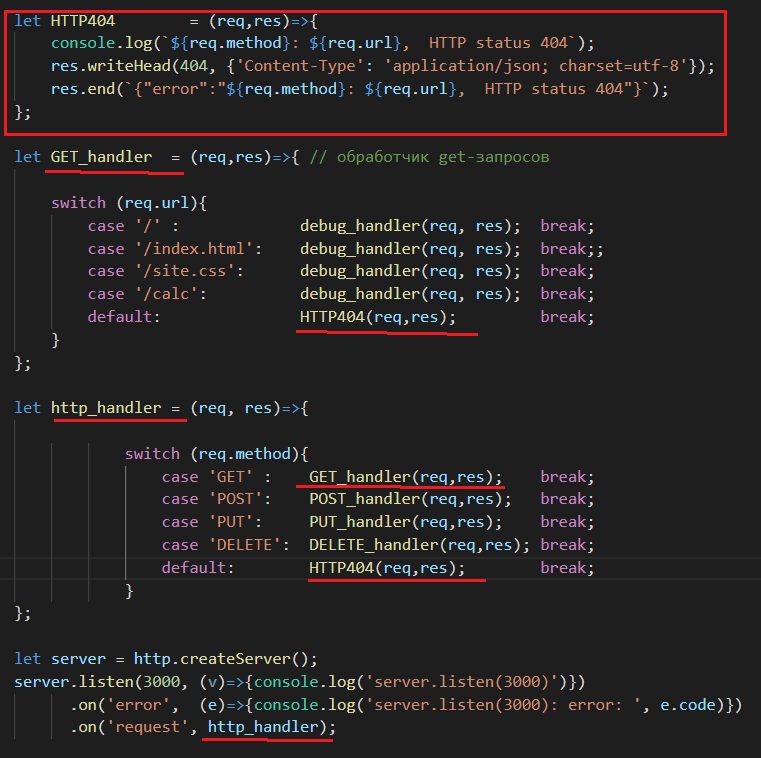 let HTTP404        = (req,res)=>{
    console.log(`${req.method}: ${req.url},  HTTP status 404`);
    res.writeHead(404, {'Content-Type': 'application/json; charset=utf-8'});
    res.end(`{"error":"${req.method}: ${req.url},  HTTP status 404"}`);
};
let GET_handler  = (req,res)=>{ // обработчик get-запросов
    switch (req.url){
        case '/' :             debug_handler(req, res);  break;
        case '/index.html':    debug_handler(req, res);  break;;
        case '/site.css':      debug_handler(req, res);  break;
        case '/calc':          debug_handler(req, res);  break;
        default:               HTTP404(req,res);         break;
    }
};
let http_handler = (req, res)=>{
            switch (req.method){
                case 'GET' :    GET_handler(req,res);    break;
                case 'POST':    POST_handler(req,res);   break;
                case 'PUT':     PUT_handler(req,res);    break;
                case 'DELETE':  DELETE_handler(req,res); break;
                default:        HTTP404(req,res);        break;
            }
};
let server = http.createServer();
server.listen(3000, (v)=>{console.log('server.listen(3000)')})
      .on('error',  (e)=>{console.log('server.listen(3000): error: ', e.code)})
      .on('request', http_handler);